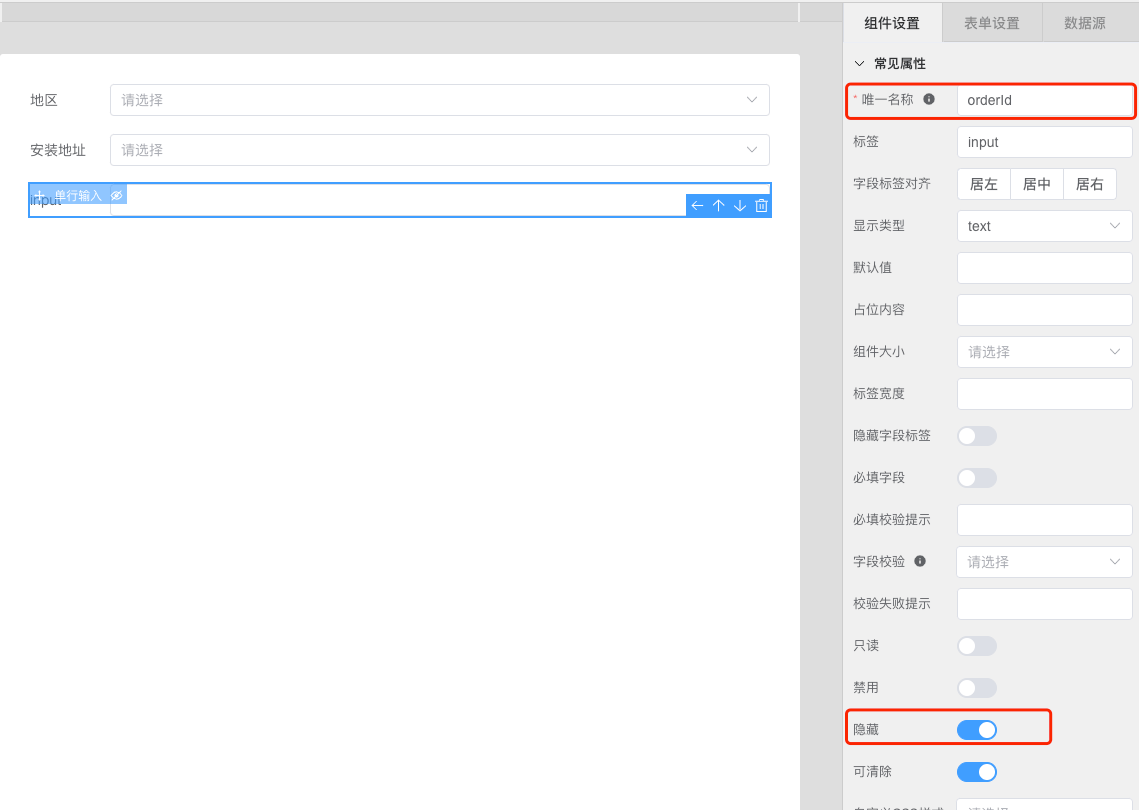 组件设置 表单设置 数据源
常见属性
地区 请选择
安装地址 请选择
单行输入
input
* 唯一名称 orderId
标签 input
字段标签对齐 居左 居中 居右
显示类型 text
默认值
占位内容
组件大小 请选择
标签宽度
隐藏字段标签
必填字段
必填校验提示
字段校验 请选择
校验失败提示
只读
禁用
隐藏
可清除